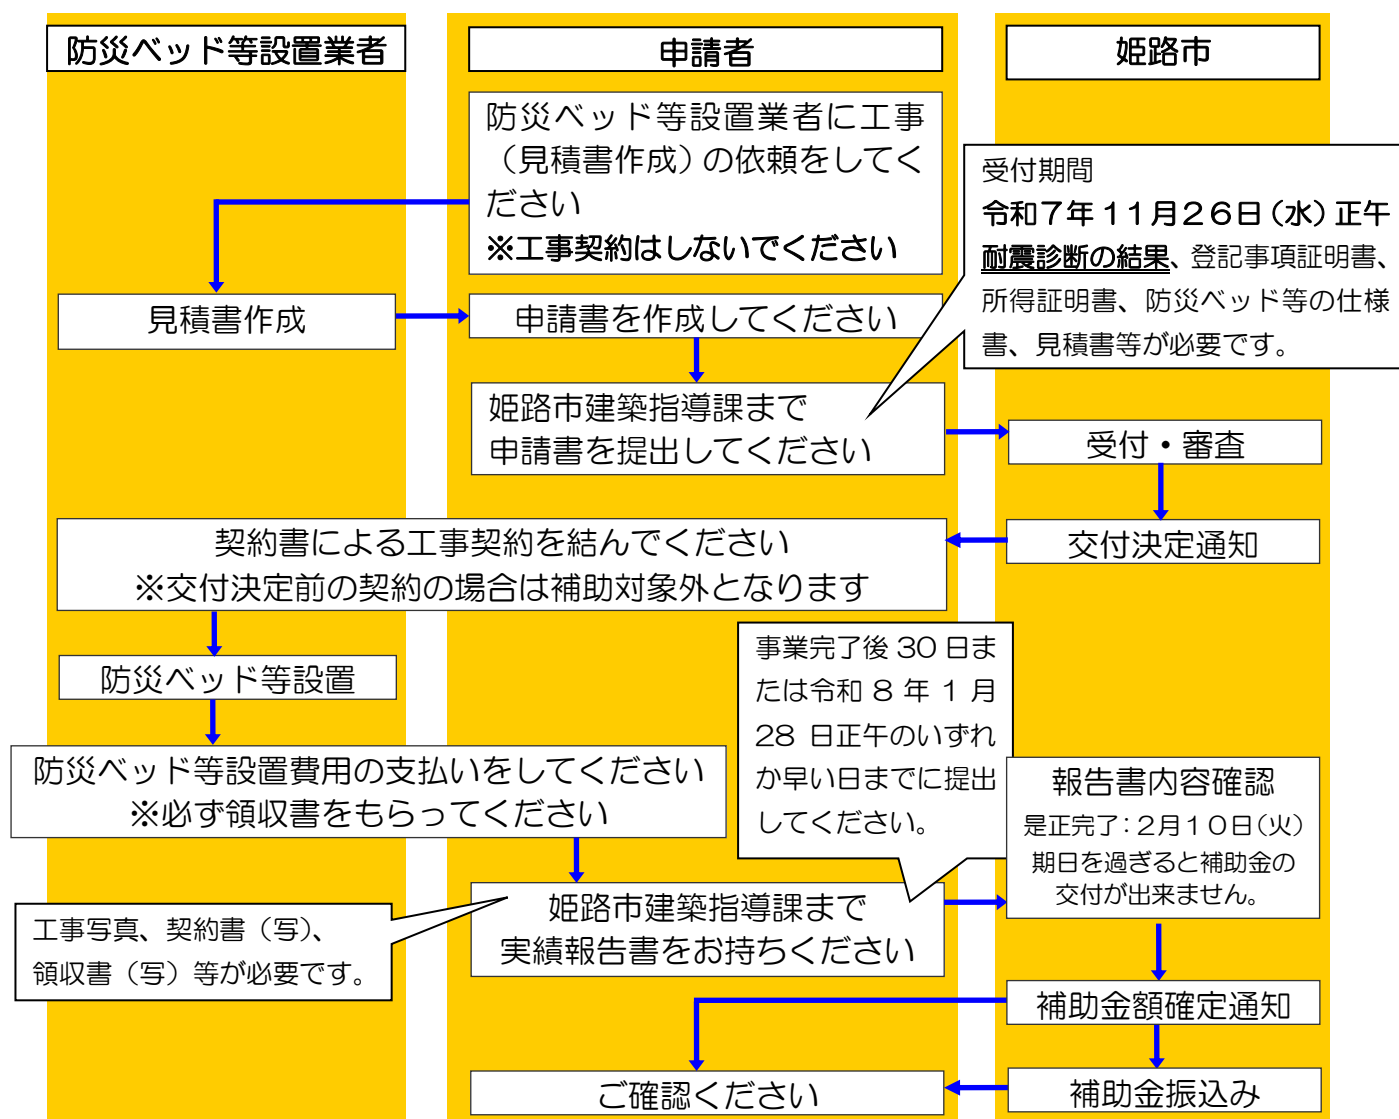 防災ベッド等設置業者
申請者
姫路市
防災ベッド等設置業者に工事
（見積書作成）の依頼をしてく
ださい
※工事契約はしないでください
受付期間
令和７年11月２６日（水）正午
耐震診断の結果、登記事項証明書、
所得証明書、防災ベッド等の仕様
書、見積書等が必要です。
見積書作成
申請書を作成してください
姫路市建築指導課まで
申請書を提出してください
受付・審査
交付決定通知
契約書による工事契約を結んでください
※交付決定前の契約の場合は補助対象外となります
防災ベッド等設置
事業完了後 30 日ま
たは令和 8 年 1 月
28 日正午のいずれ
か早い日までに提出
してください。
防災ベッド等設置費用の支払いをしてください
※必ず領収書をもらってください
報告書内容確認
是正完了：２月１０日（火）
期日を過ぎると補助金の
交付が出来ません。
姫路市建築指導課まで
実績報告書をお持ちください
工事写真、契約書（写）、
領収書（写）等が必要です。
補助金額確定通知
ご確認ください
補助金振込み